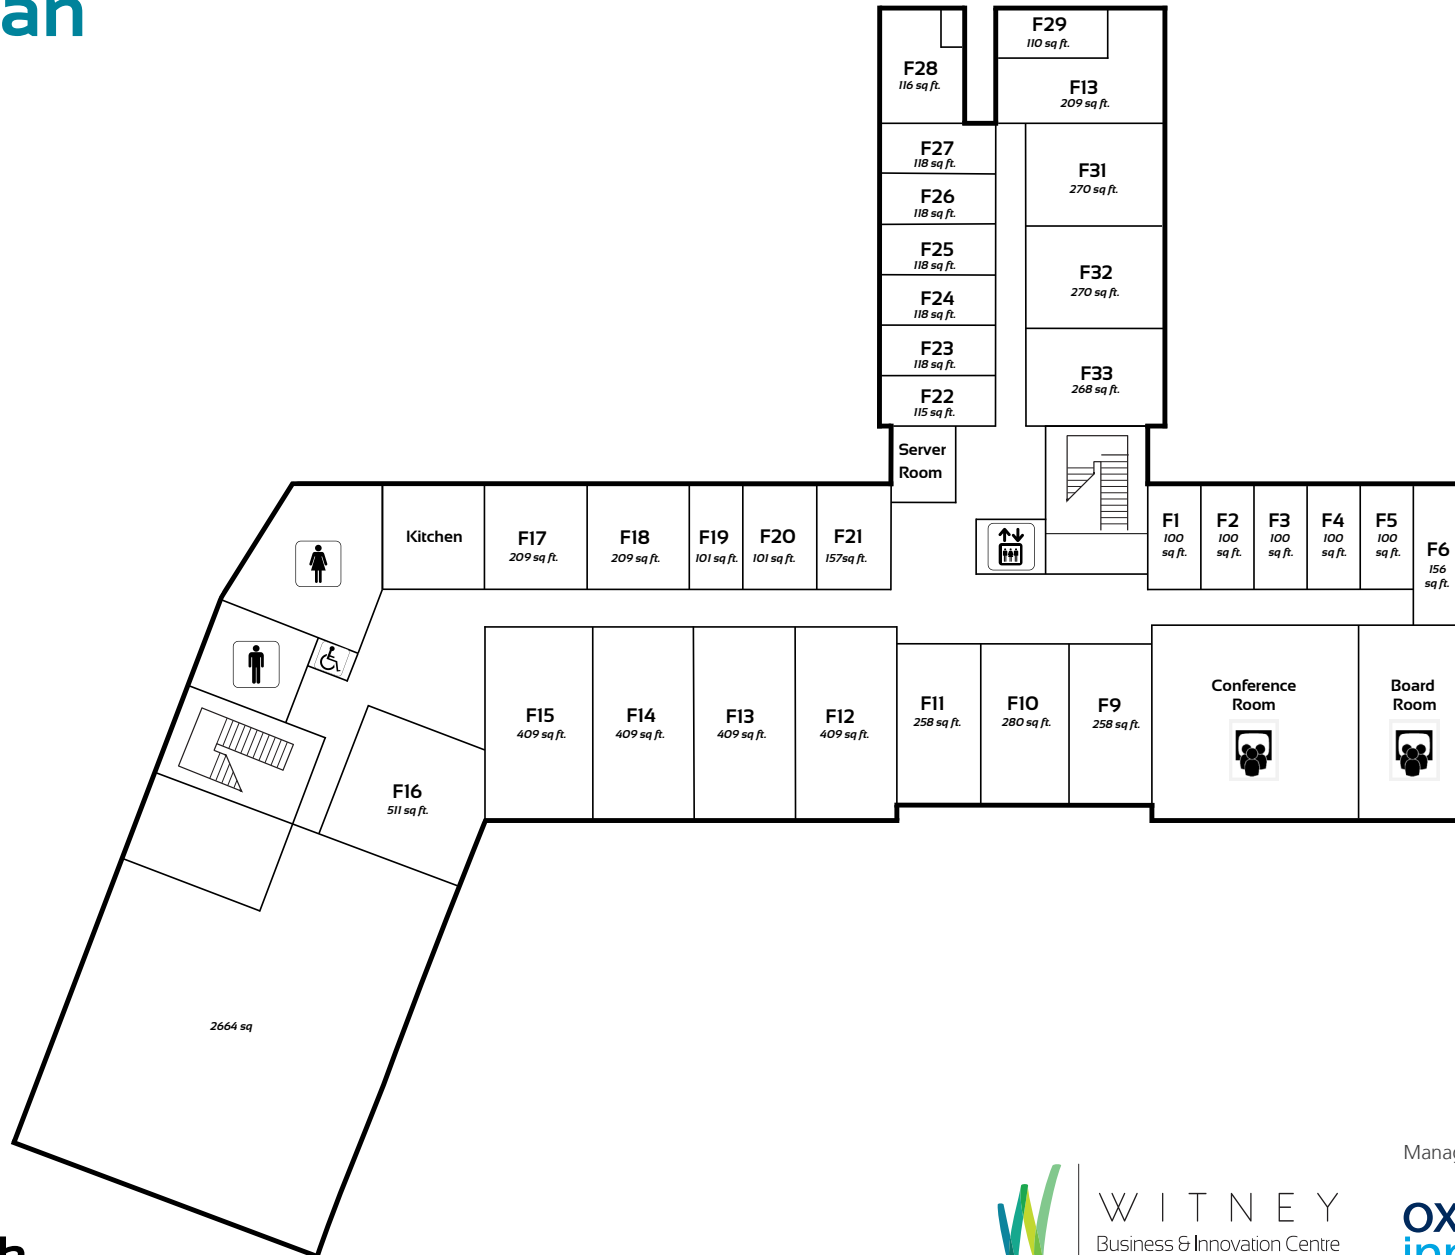 an
F29
110 sq ft.
F28
116 sq ft.
F13
209 sq ft.
F27
118 sq ft.
F31
270 sq ft.
F26
118 sq ft.
F25
118 sq ft.
F32
270 sq ft.
F24
118 sq ft.
F23
118 sq ft.
F33
268 sq ft.
F22
115 sq ft.
Server
Room
Kitchen
F17
209 sq ft.
F18
209 sq ft.
F19
101 sq ft.
F20
101 sq ft.
F21
157sq ft.
F1
100
sq ft.
F2
100
sq ft.
F3
100
sq ft.
F4
100
sq ft.
F5
100
sq ft.
F6
156
sq ft.
F15
409 sq ft.
F14
409 sq ft.
F13
409 sq ft.
F12
409 sq ft.
F11
258 sq ft.
F10
280 sq ft.
F9
258 sq ft.
Conference
Room
Board
Room
F16
511 sq ft.
2664 sq
Manag
WITNEY
Business & Innovation Centre
ox